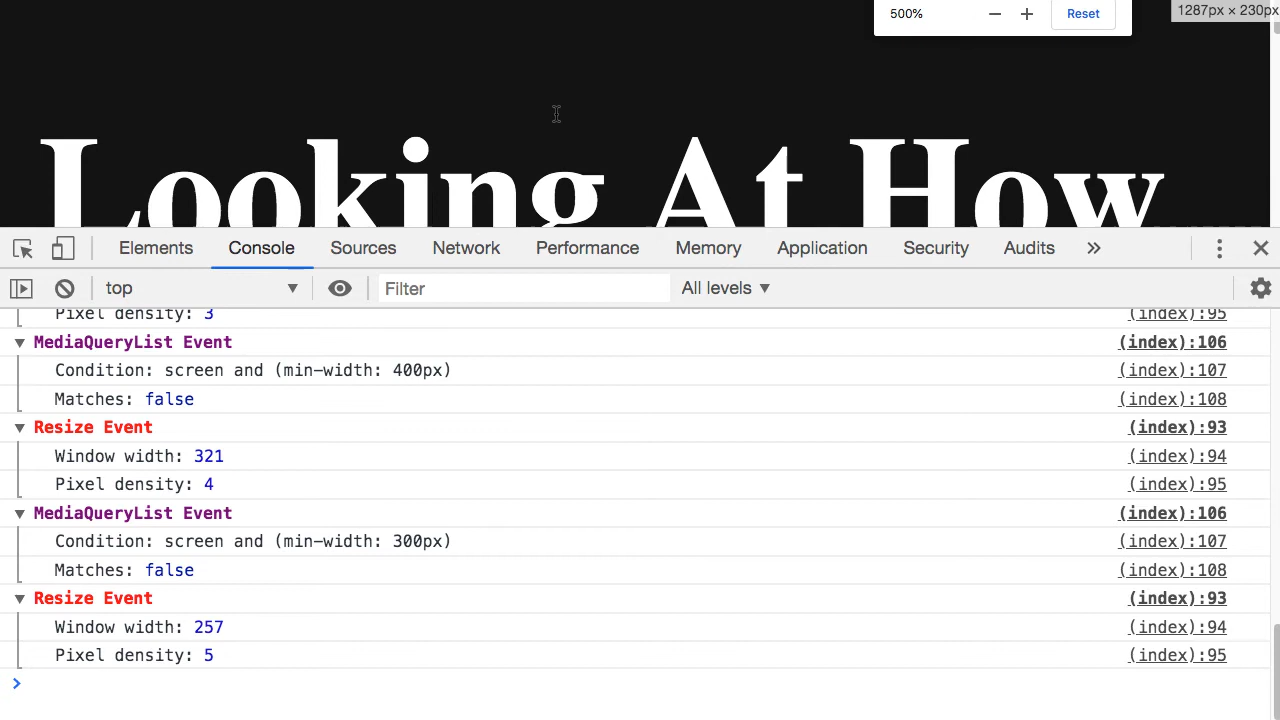 500% − + Reset
1287px × 230px
Looking At How
Elements Console Sources Network Performance Memory Application Security Audits »
top ▼ Filter All levels ▼
Pixel density: 3 (index):95
▼ MediaQueryList Event (index):106
Condition: screen and (min-width: 400px) (index):107
Matches: false (index):108
▼ Resize Event (index):93
Window width: 321 (index):94
Pixel density: 4 (index):95
▼ MediaQueryList Event (index):106
Condition: screen and (min-width: 300px) (index):107
Matches: false (index):108
▼ Resize Event (index):93
Window width: 257 (index):94
Pixel density: 5 (index):95
>